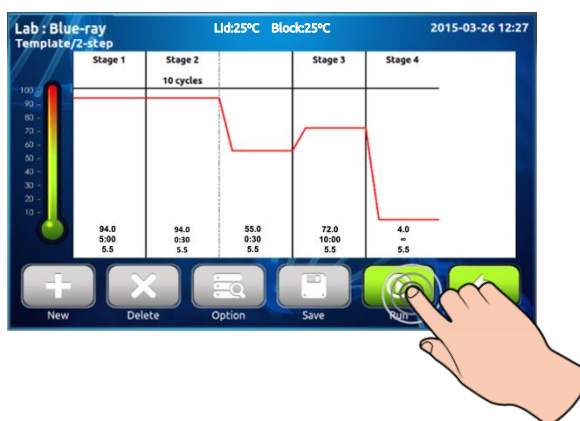 Lab : Blue-ray Lid:25°C Block:25°C 2015-03-26 12:27
Template/2-step
Stage 1 Stage 2 Stage 3 Stage 4
10 cycles
100
90
80
70
60
50
40
30
20
10
94.0 94.0 55.0 72.0 4.0
5:00 0:30 0:30 10:00 ∞
5.5 5.5 5.5 5.5 5.5
New Delete Option Save Run